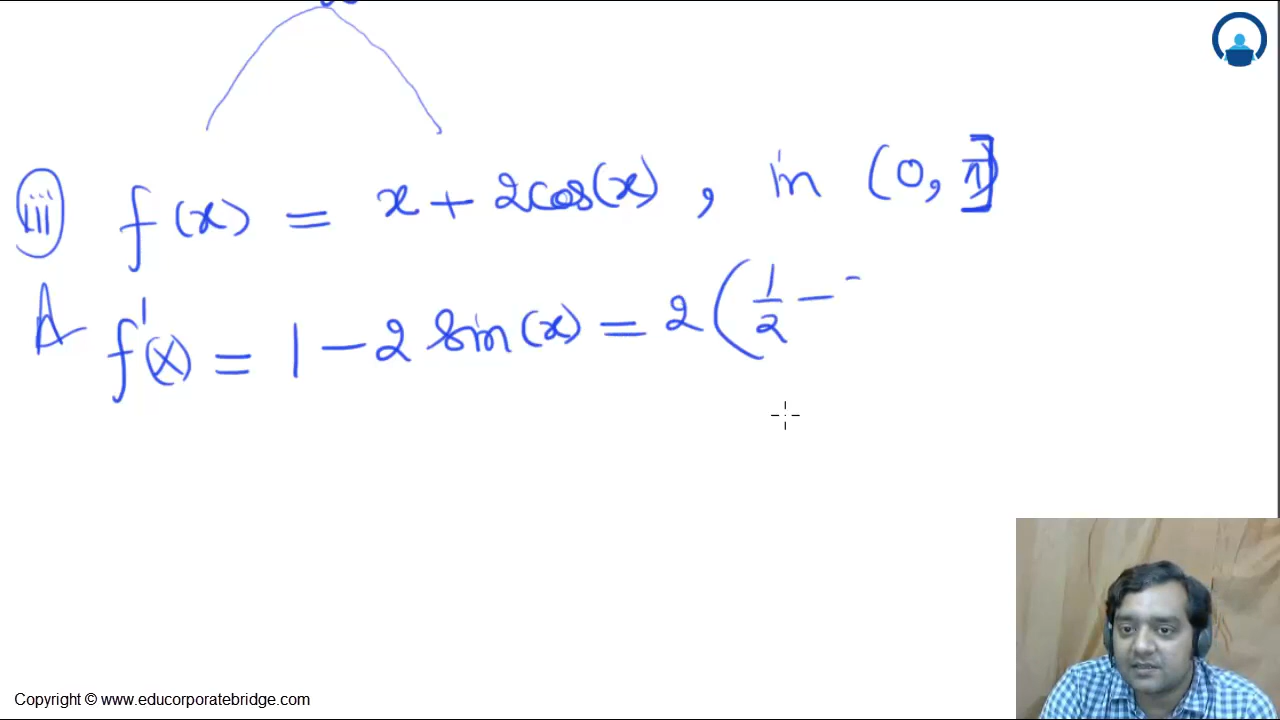 iii f(x) = x + 2cos(x), in (0, π]
A f'(x) = 1 - 2 sin(x) = 2 ( 1/2 -
Copyright © www.educorporatebridge.com